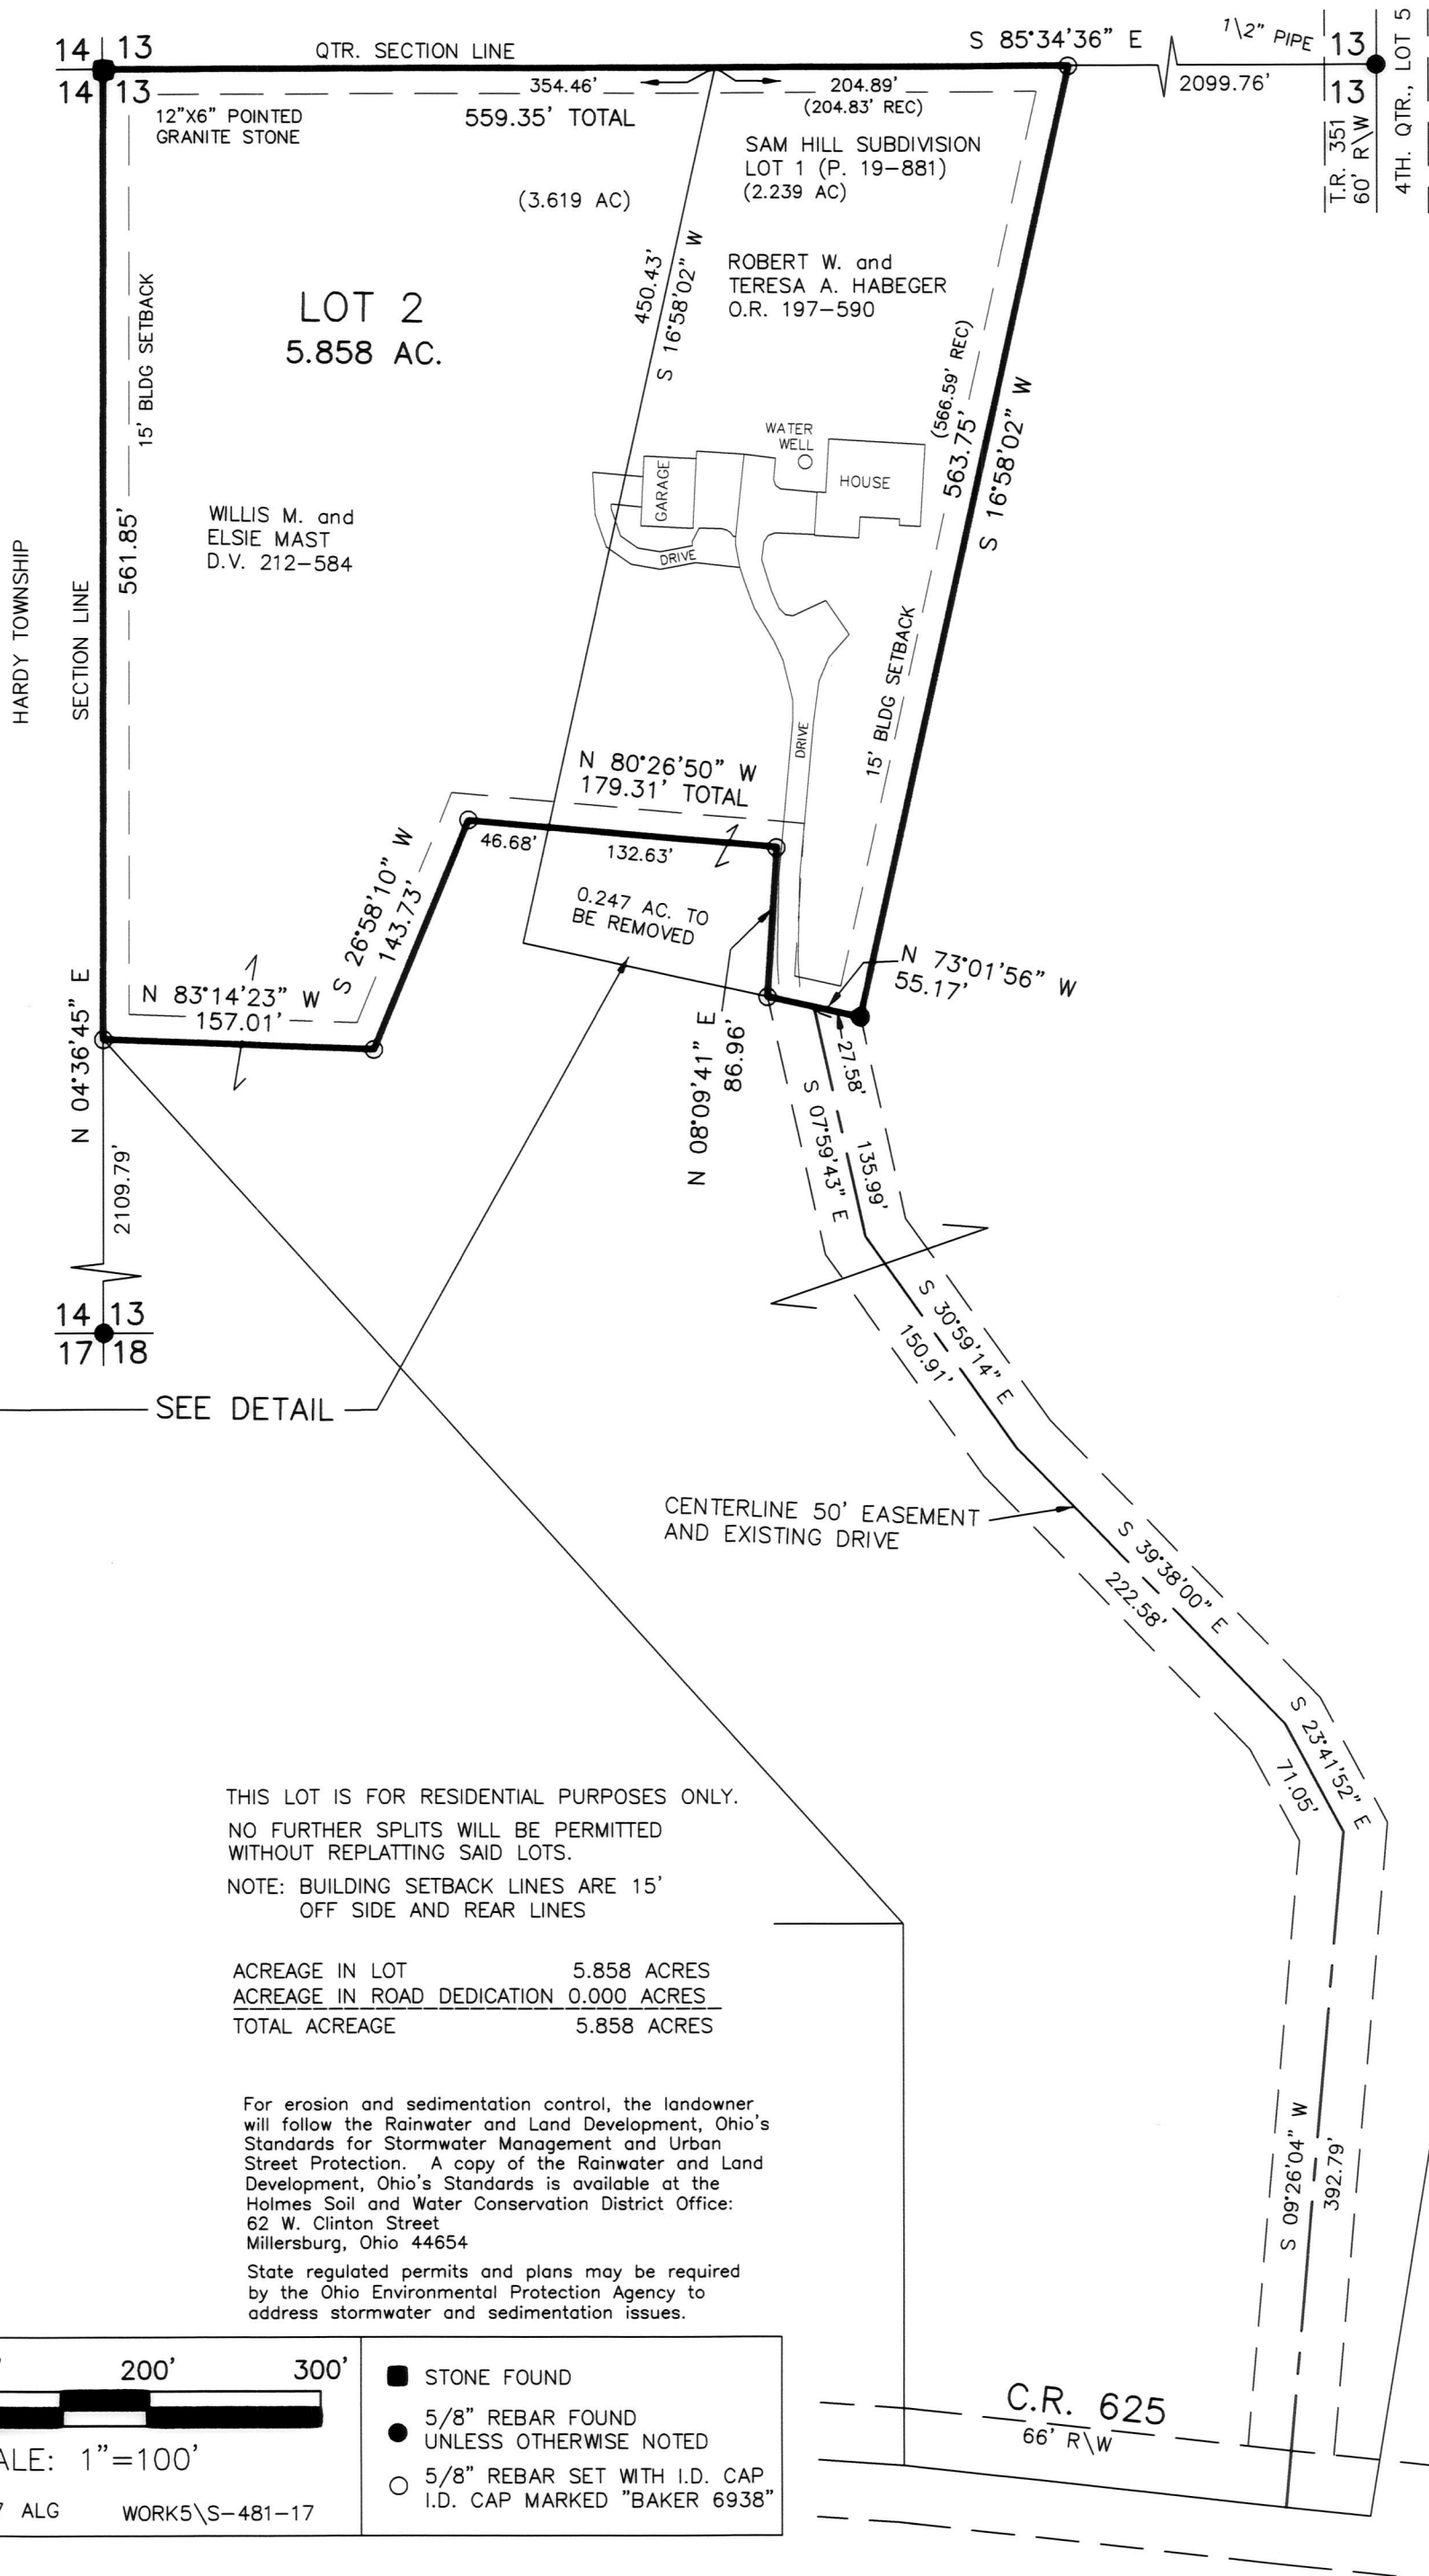 14 13
14 13
QTR. SECTION LINE
S 85°34'36" E
1\2" PIPE
13
13
2099.76'
T.R. 351
60' R\W
4TH. QTR., LOT 5
12"X6" POINTED
GRANITE STONE
354.46'
204.89'
(204.83' REC)
559.35' TOTAL
SAM HILL SUBDIVISION
LOT 1 (P. 19-881)
(2.239 AC)
(3.619 AC)
ROBERT W. and
TERESA A. HABEGER
O.R. 197-590
LOT 2
5.858 AC.
15' BLDG SETBACK
450.43'
S 16°58'02" W
(566.59' REC)
563.75'
S 16°58'02" W
WATER
WELL
HOUSE
GARAGE
DRIVE
HARDY TOWNSHIP
SECTION LINE
561.85'
WILLIS M. and
ELSIE MAST
D.V. 212-584
15' BLDG SETBACK
DRIVE
N 80°26'50" W
179.31' TOTAL
46.68'
132.63'
S 26°58'10" W
143.73'
0.247 AC. TO
BE REMOVED
N 73°01'56" W
55.17'
N 83°14'23" W
157.01'
N 04°36'45" E
2109.79'
N 08°09'41" E
86.96'
27.58'
S 07°59'43" E
135.99'
14 13
17 18
SEE DETAIL
S 30°59'14" E
150.91'
CENTERLINE 50' EASEMENT
AND EXISTING DRIVE
S 39°38'00" E
222.58'
S 23°41'52" E
71.05'
THIS LOT IS FOR RESIDENTIAL PURPOSES ONLY.
NO FURTHER SPLITS WILL BE PERMITTED
WITHOUT REPLATTING SAID LOTS.
NOTE: BUILDING SETBACK LINES ARE 15'
OFF SIDE AND REAR LINES
ACREAGE IN LOT 5.858 ACRES
ACREAGE IN ROAD DEDICATION 0.000 ACRES
TOTAL ACREAGE 5.858 ACRES
For erosion and sedimentation control, the landowner
will follow the Rainwater and Land Development, Ohio's
Standards for Stormwater Management and Urban
Street Protection. A copy of the Rainwater and Land
Development, Ohio's Standards is available at the
Holmes Soil and Water Conservation District Office:
62 W. Clinton Street
Millersburg, Ohio 44654
State regulated permits and plans may be required
by the Ohio Environmental Protection Agency to
address stormwater and sedimentation issues.
S 09°26'04" W
392.79'
200' 300'
ALE: 1"=100'
ALG WORK5\S-481-17
STONE FOUND
5/8" REBAR FOUND
UNLESS OTHERWISE NOTED
5/8" REBAR SET WITH I.D. CAP
I.D. CAP MARKED "BAKER 6938"
C.R. 625
66' R\W